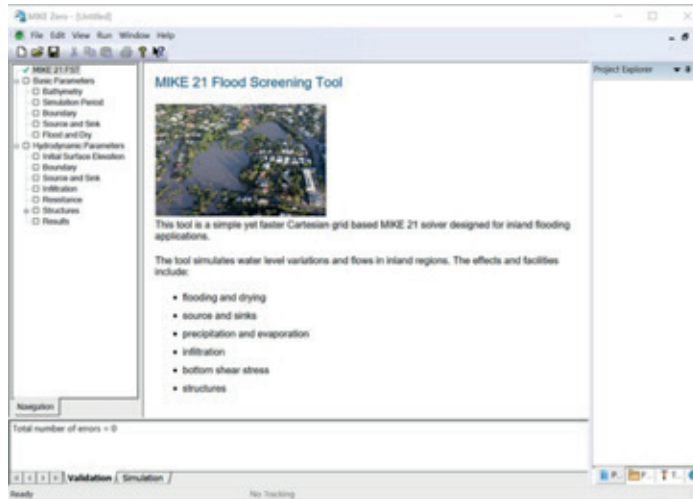 MIKE Zero - [Untitled]
File Edit View Run Window Help
MIKE 21 FST
Basic Parameters
Bathymetry
Simulation Period
Boundary
Source and Sink
Flood and Dry
Hydrodynamic Parameters
Initial Surface Elevation
Boundary
Source and Sink
Infiltration
Resistance
Structures
Results
Navigation
MIKE 21 Flood Screening Tool
This tool is a simple yet faster Cartesian grid based MIKE 21 solver designed for inland flooding
applications.
The tool simulates water level variations and flows in inland regions. The effects and facilities
include:
• flooding and drying
• source and sinks
• precipitation and evaporation
• infiltration
• bottom shear stress
• structures
Project Explorer
Total number of errors = 0
Validation Simulation
P... F... T...
Ready
No Tracking